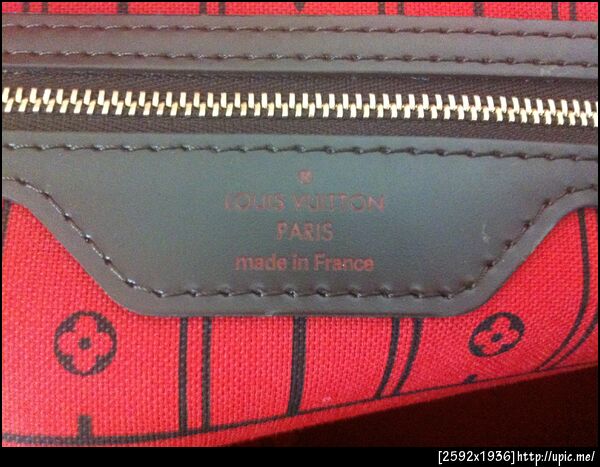 ®
LOUIS VUITTON
PARIS
made in France
[2592x1936]http://upic.me/